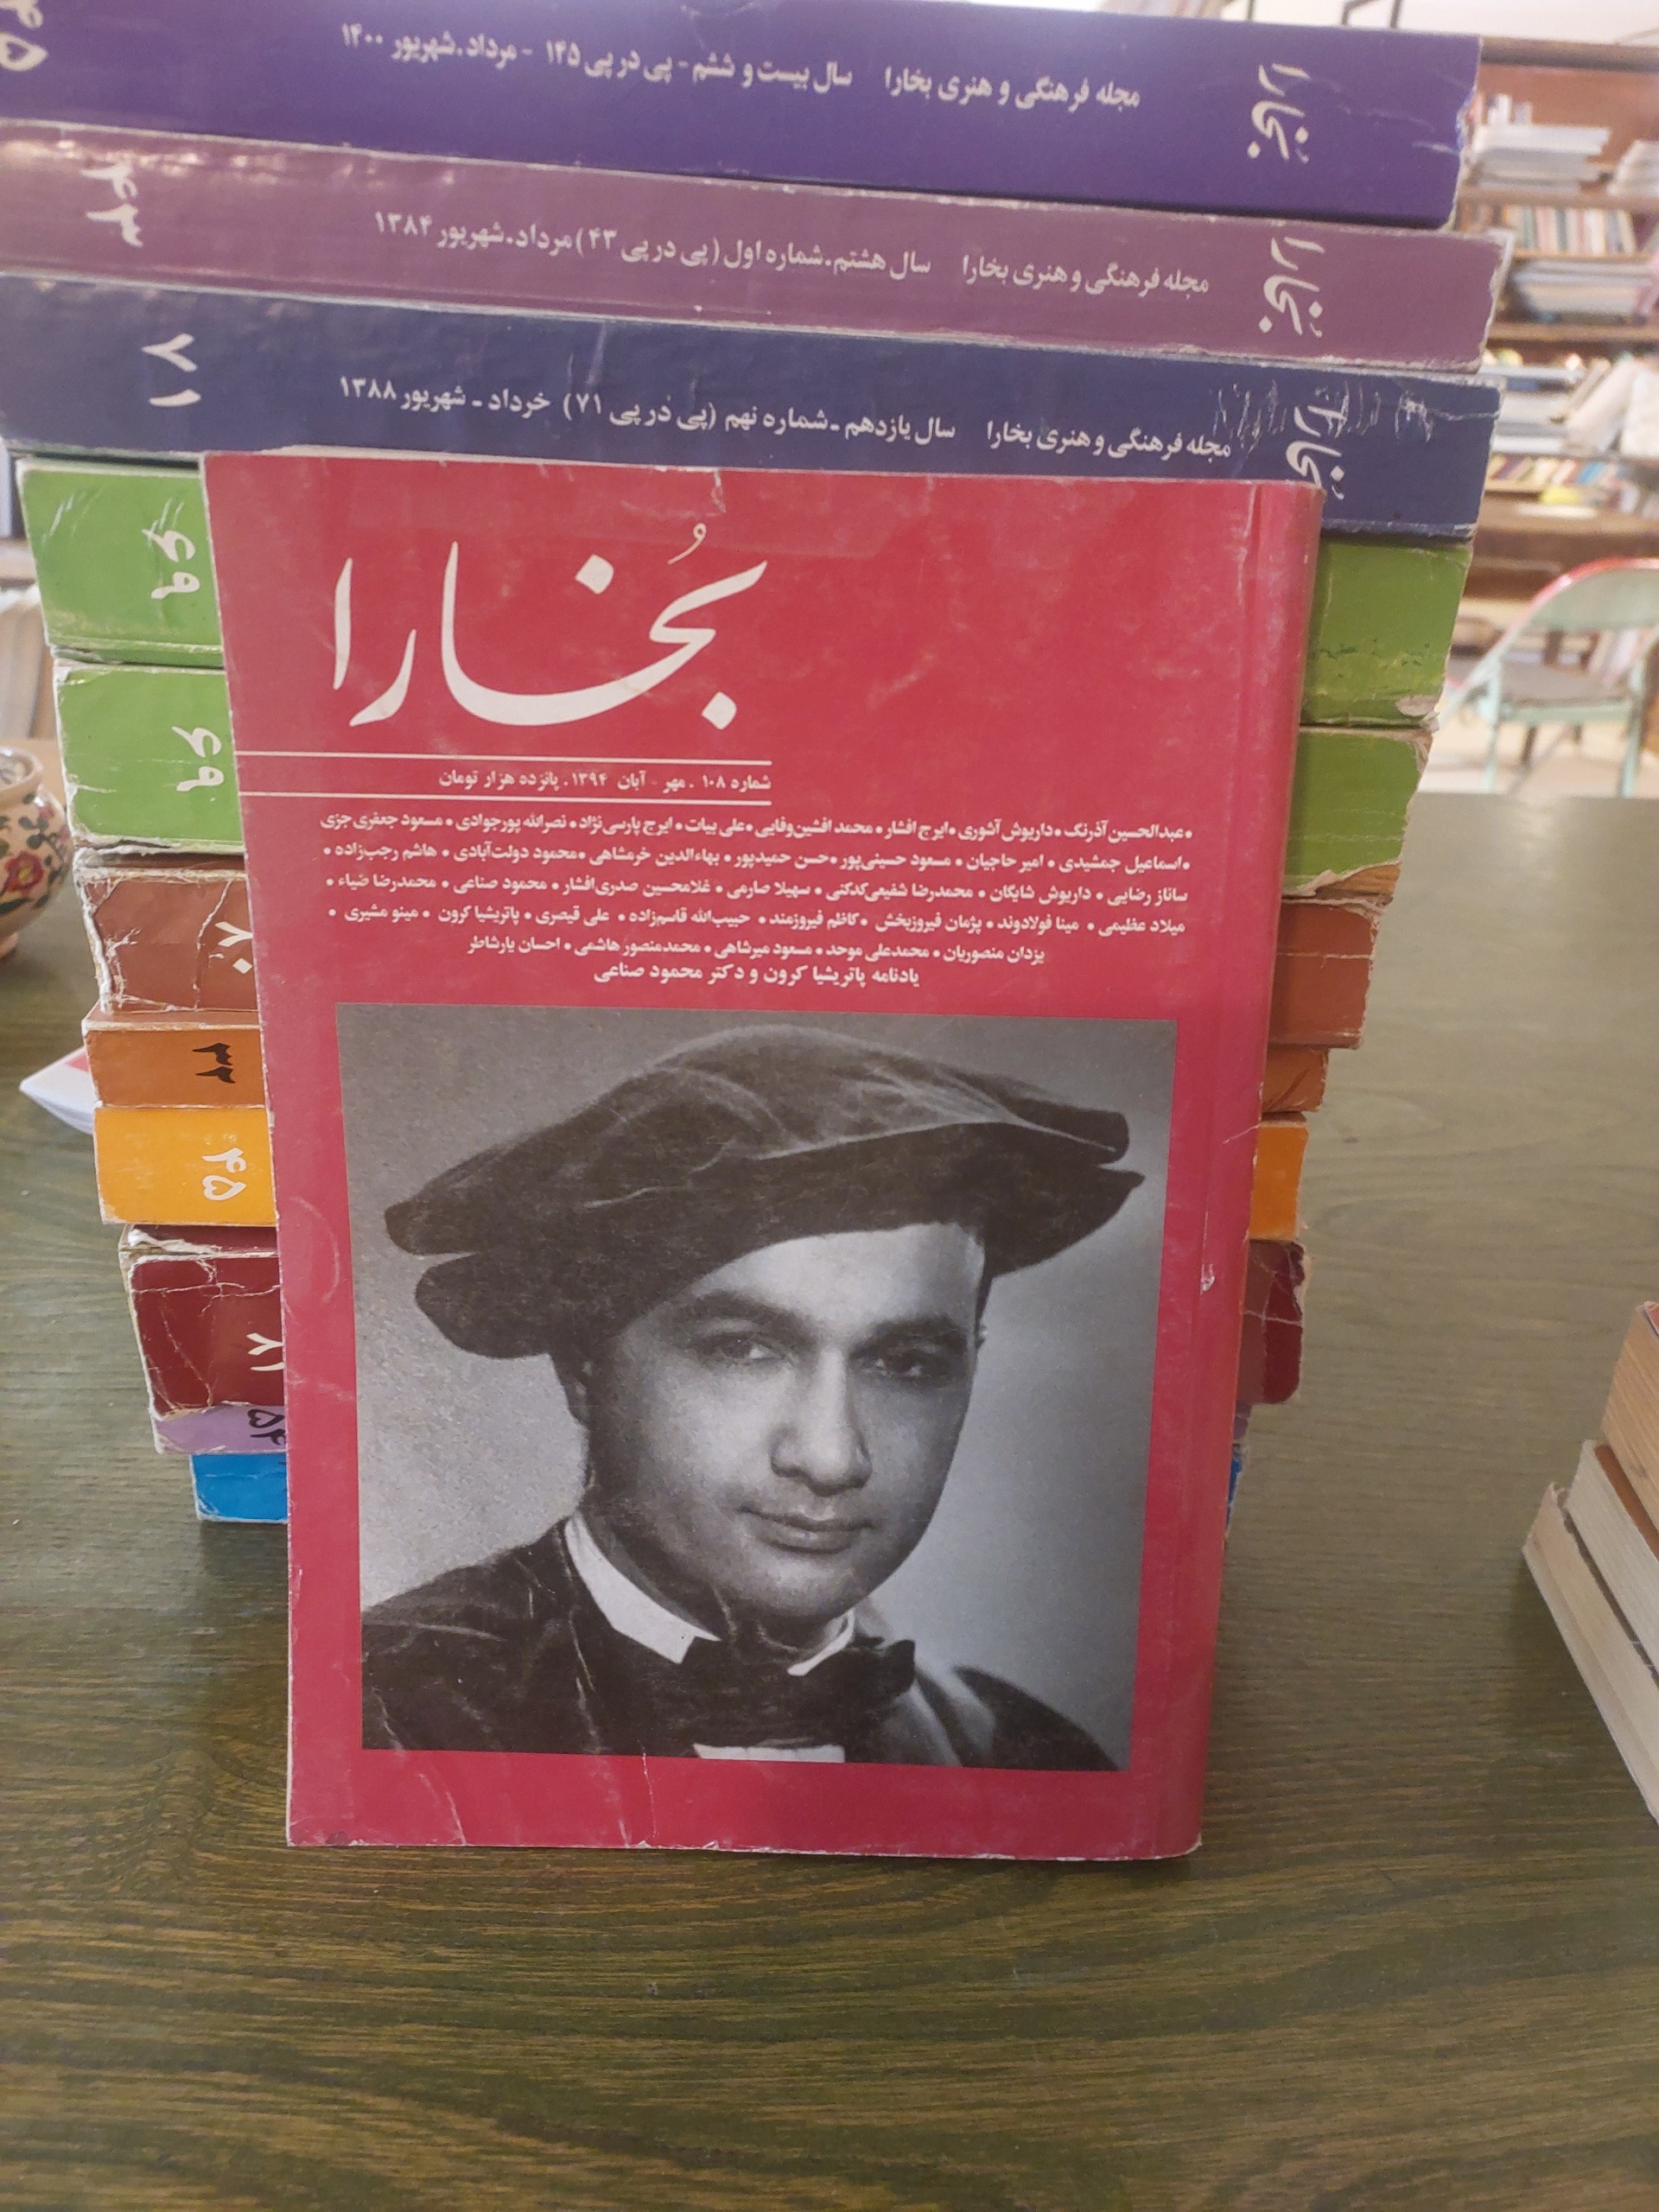 مجله فرهنگی و هنری بخارا سال بیست و ششم - پی در پی ۱۴۵ - مرداد.شهریور ۱۴۰۰
بخارا
۴۵
مجله فرهنگی و هنری بخارا سال هشتم.شماره اول (پی در پی ۴۳) مرداد.شهریور ۱۳۸۴
بخارا
۴۳
مجله فرهنگی و هنری بخارا سال یازدهم - شماره نهم (پی در پی ۷۱) خرداد - شهریور ۱۳۸۸
بخارا
۷۱
۶۹
۶۹
۳۲
۴۵
۵۴
بُخارا
شماره ۱۰۸ . مهر - آبان ۱۳۹۴ . پانزده هزار تومان
• عبدالحسین آذرنگ • داریوش آشوری • ایرج افشار • محمد افشین‌وفایی • علی بیات • ایرج پارسی‌نژاد • نصرالله پورجوادی • مسعود جعفری‌جزی
• اسماعیل جمشیدی • امیر حاجیان • مسعود حسینی‌پور • حسن حمیدپور • بهاءالدین خرمشاهی • محمود دولت‌آبادی • هاشم رجب‌زاده •
ساناز رضایی • داریوش شایگان • محمدرضا شفیعی‌کدکنی • سهیلا صارمی • غلامحسین صدری‌افشار • محمود صناعی • محمدرضا ضیاء •
میلاد عظیمی • مینا فولادوند • پژمان فیروزبخش • کاظم فیروزمند • حبیب‌الله قاسم‌زاده • علی قیصری • پاتریشیا کرون • مینو مشیری •
یزدان منصوریان • محمدعلی موحد • مسعود میرشاهی • محمدمنصور هاشمی • احسان یارشاطر
یادنامه پاتریشیا کرون و دکتر محمود صناعی